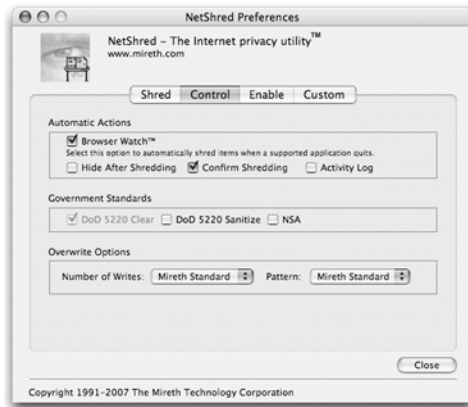 NetShred Preferences
NetShred – The Internet privacy utility™
www.mireth.com
Shred Control Enable Custom
Automatic Actions
Browser Watch™
Select this option to automatically shred items when a supported application quits.
Hide After Shredding Confirm Shredding Activity Log
Government Standards
DoD 5220 Clear DoD 5220 Sanitize NSA
Overwrite Options
Number of Writes: Mireth Standard Pattern: Mireth Standard
Close
Copyright 1991-2007 The Mireth Technology Corporation